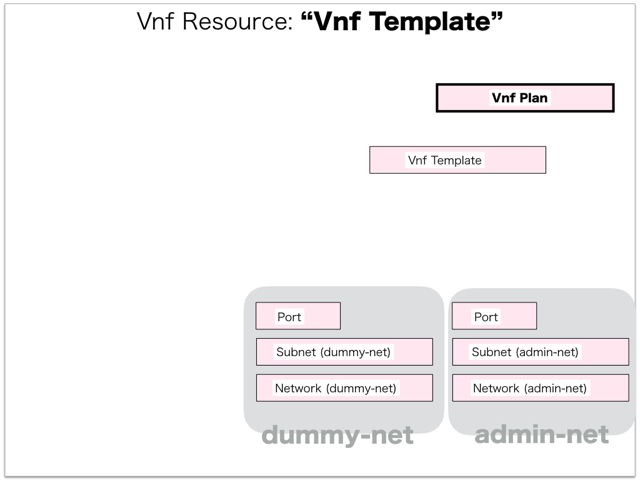 Vnf Resource: “Vnf Template”
Vnf Plan
Vnf Template
Port
Subnet (dummy-net)
Network (dummy-net)
dummy-net
Port
Subnet (admin-net)
Network (admin-net)
admin-net